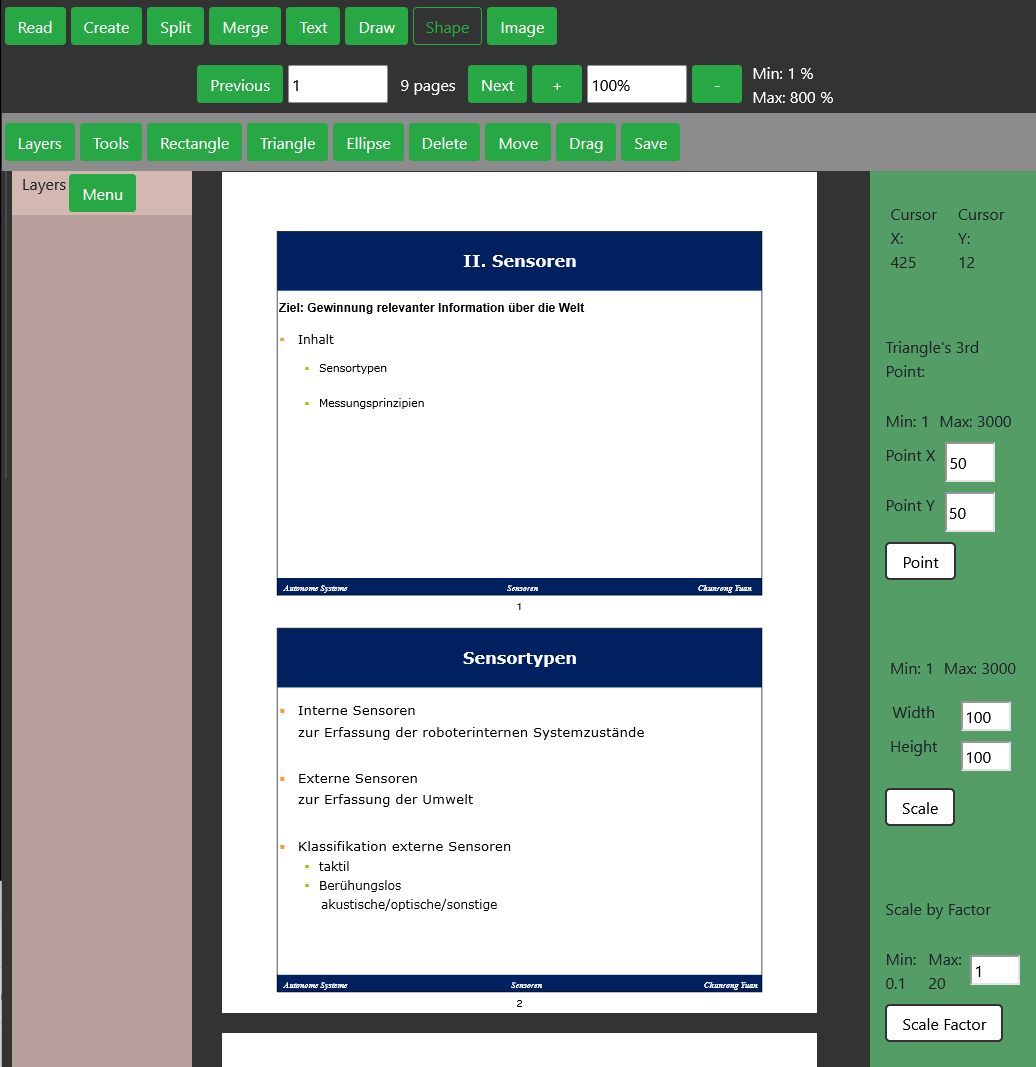 Read Create Split Merge Text Draw Shape Image
Previous 1 9 pages Next + 100% - Min: 1 %
Max: 800 %
Layers Tools Rectangle Triangle Ellipse Delete Move Drag Save
Layers Menu
II. Sensoren
Ziel: Gewinnung relevanter Information über die Welt
Inhalt
Sensortypen
Messungsprinzipien
Autonome Systeme Sensoren Chunrong Yuan
1
Sensortypen
Interne Sensoren
zur Erfassung der roboterinternen Systemzustände
Externe Sensoren
zur Erfassung der Umwelt
Klassifikation externe Sensoren
taktil
Berühungslos
akustische/optische/sonstige
Autonome Systeme Sensoren Chunrong Yuan
2
Cursor Cursor
X: Y:
425 12
Triangle's 3rd
Point:
Min: 1 Max: 3000
Point X 50
Point Y 50
Point
Min: 1 Max: 3000
Width 100
Height 100
Scale
Scale by Factor
Min: Max: 1
0.1 20
Scale Factor